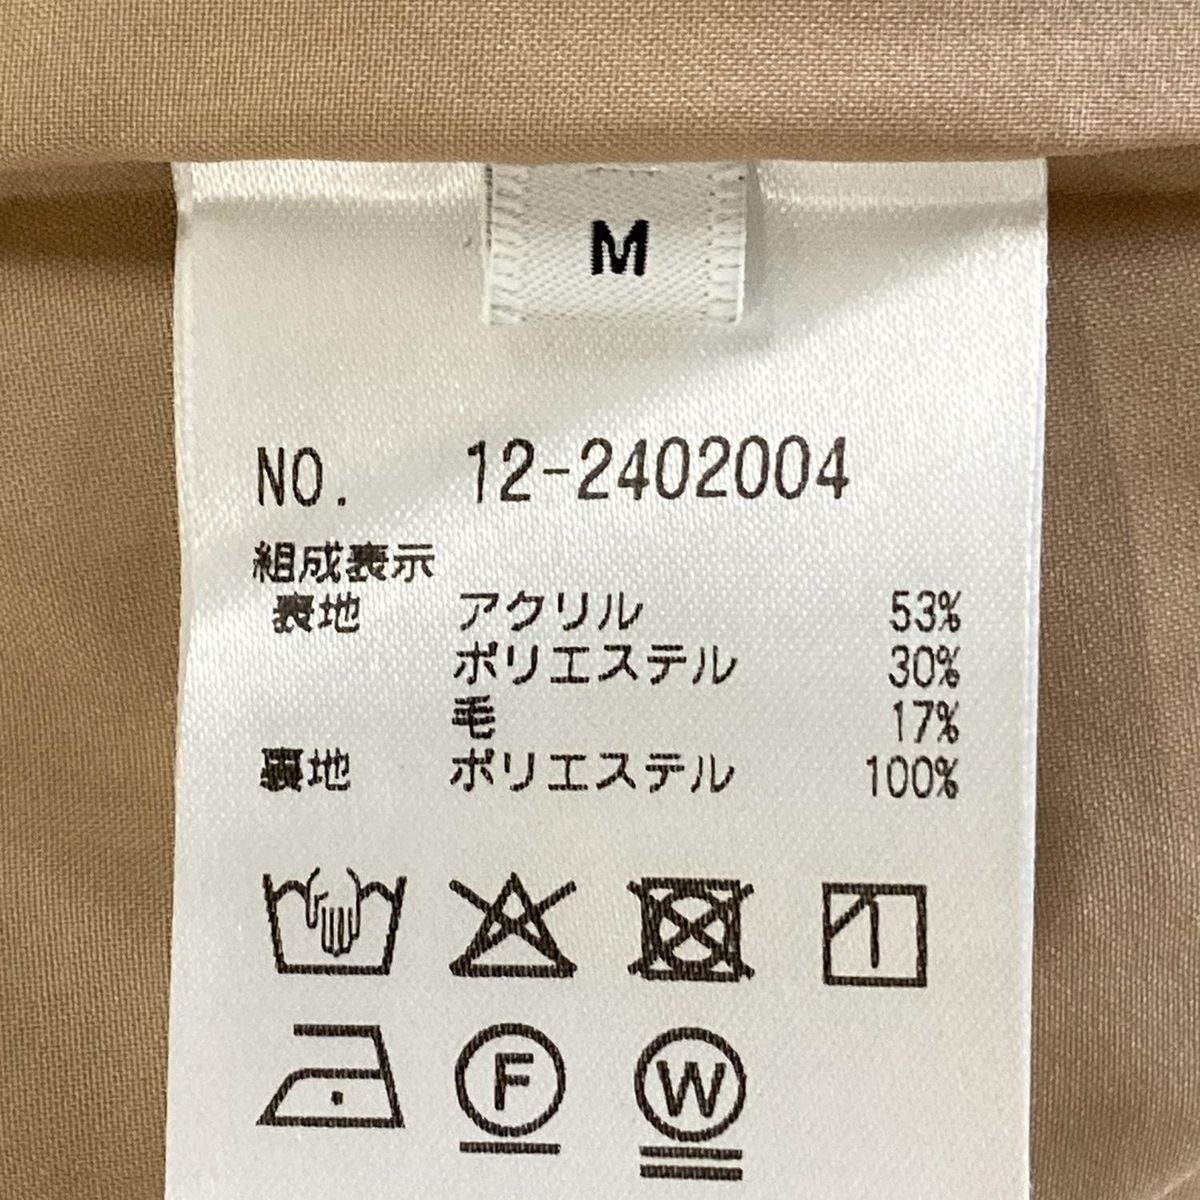 M
NO. 12-2402004
組成表示
表地 アクリル 53%
ポリエステル 30%
毛 17%
裏地 ポリエステル 100%
F W